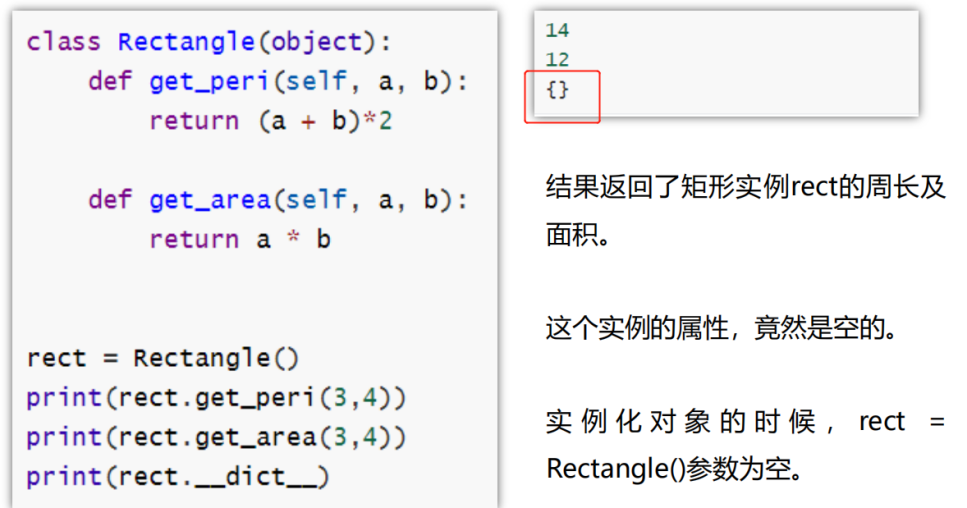 class Rectangle(object):
    def get_peri(self, a, b):
        return (a + b)*2
    def get_area(self, a, b):
        return a * b
rect = Rectangle()
print(rect.get_peri(3,4))
print(rect.get_area(3,4))
print(rect.__dict__)
14
12
{}
结果返回了矩形实例rect的周长及
面积。
这个实例的属性，竟然是空的。
实例化对象的时候，rect =
Rectangle()参数为空。